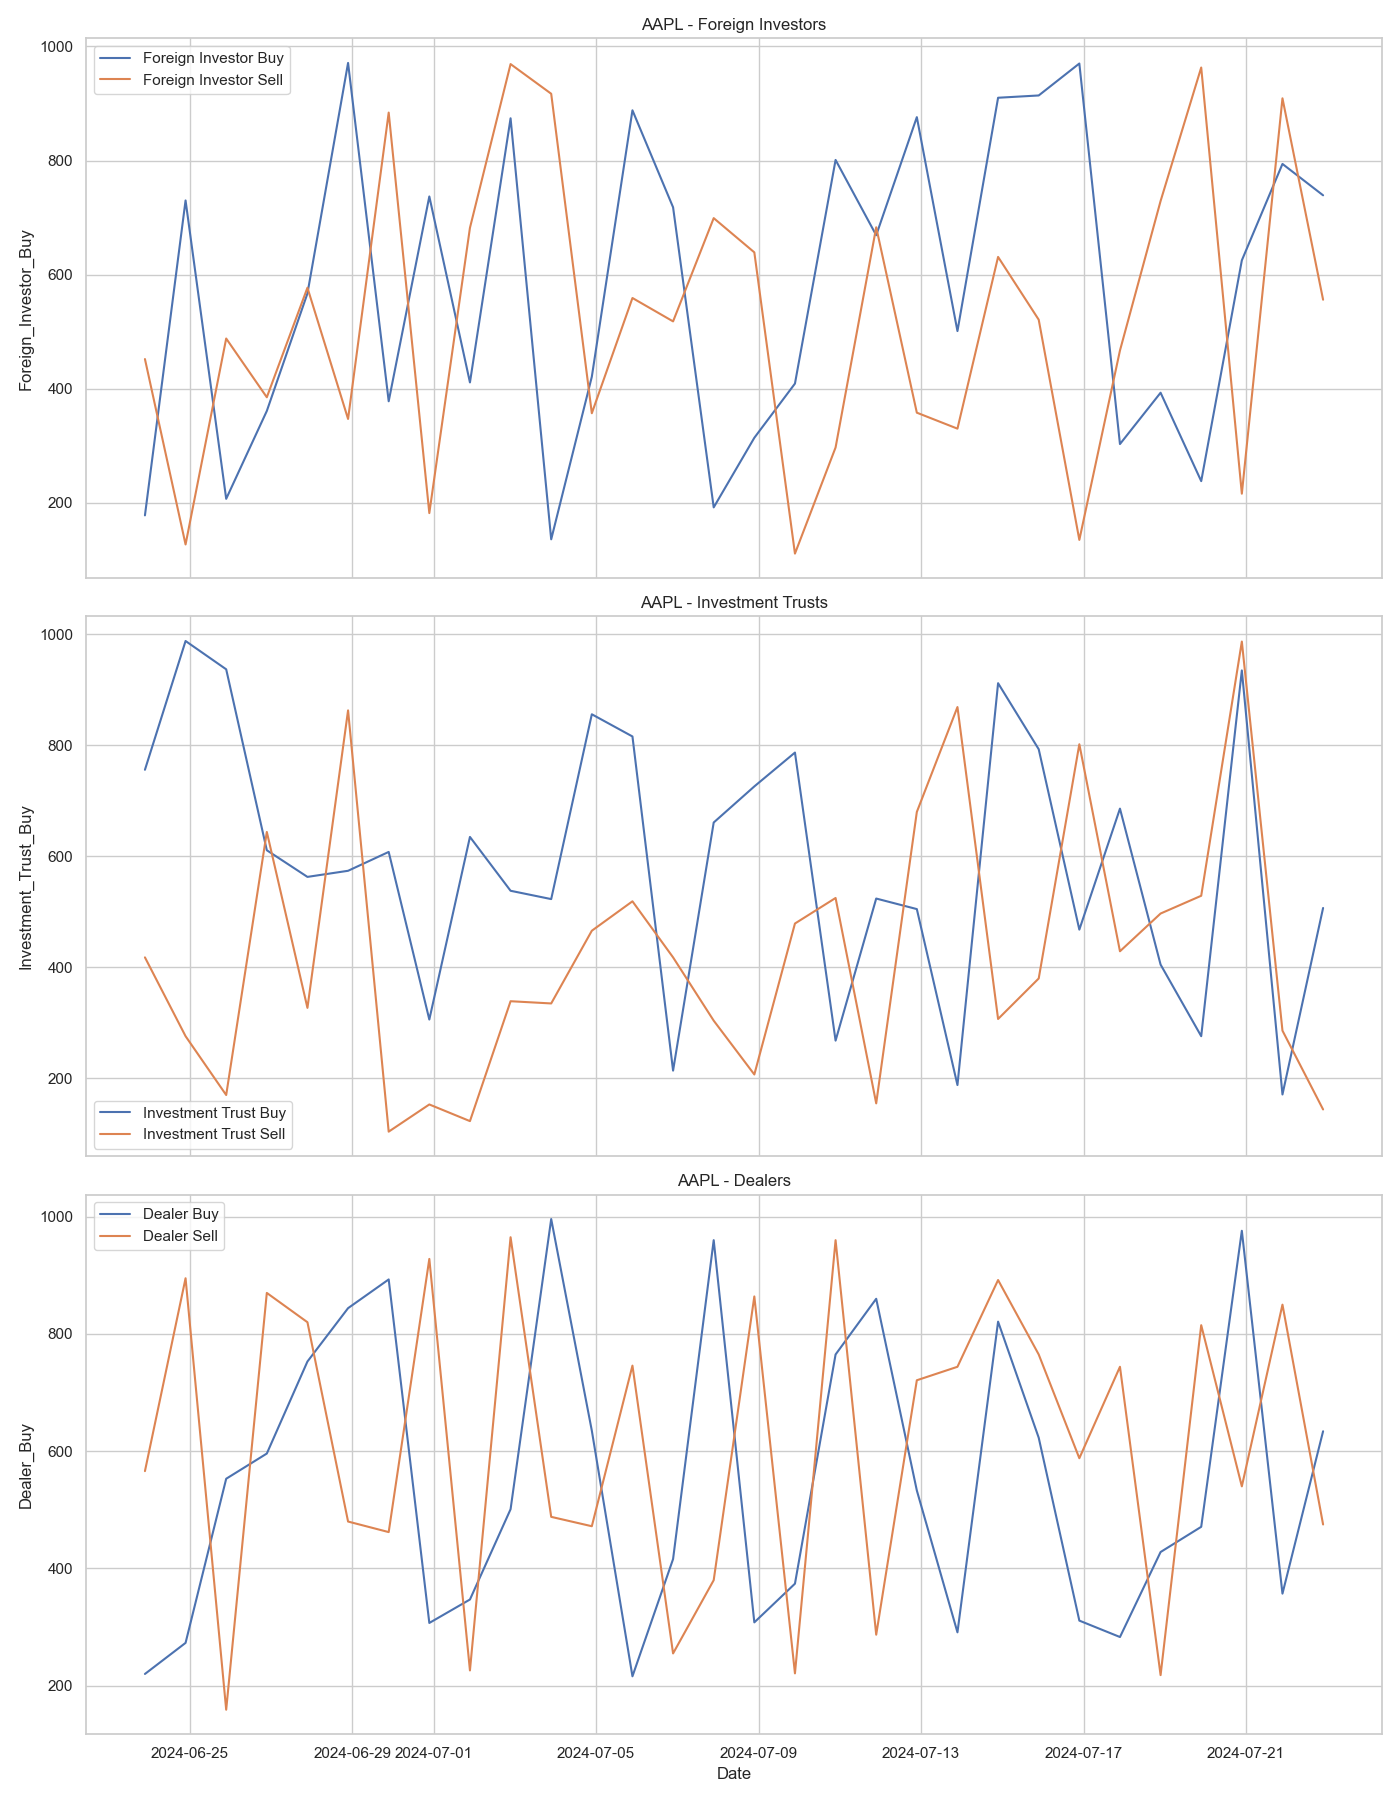 AAPL - Foreign Investors
Foreign_Investor_Buy
1000
800
600
400
200
Foreign Investor Buy
Foreign Investor Sell
AAPL - Investment Trusts
Investment_Trust_Buy
1000
800
600
400
200
Investment Trust Buy
Investment Trust Sell
AAPL - Dealers
Dealer_Buy
1000
800
600
400
200
Dealer Buy
Dealer Sell
2024-06-25 2024-06-29 2024-07-01 2024-07-05 2024-07-09 2024-07-13 2024-07-17 2024-07-21
Date